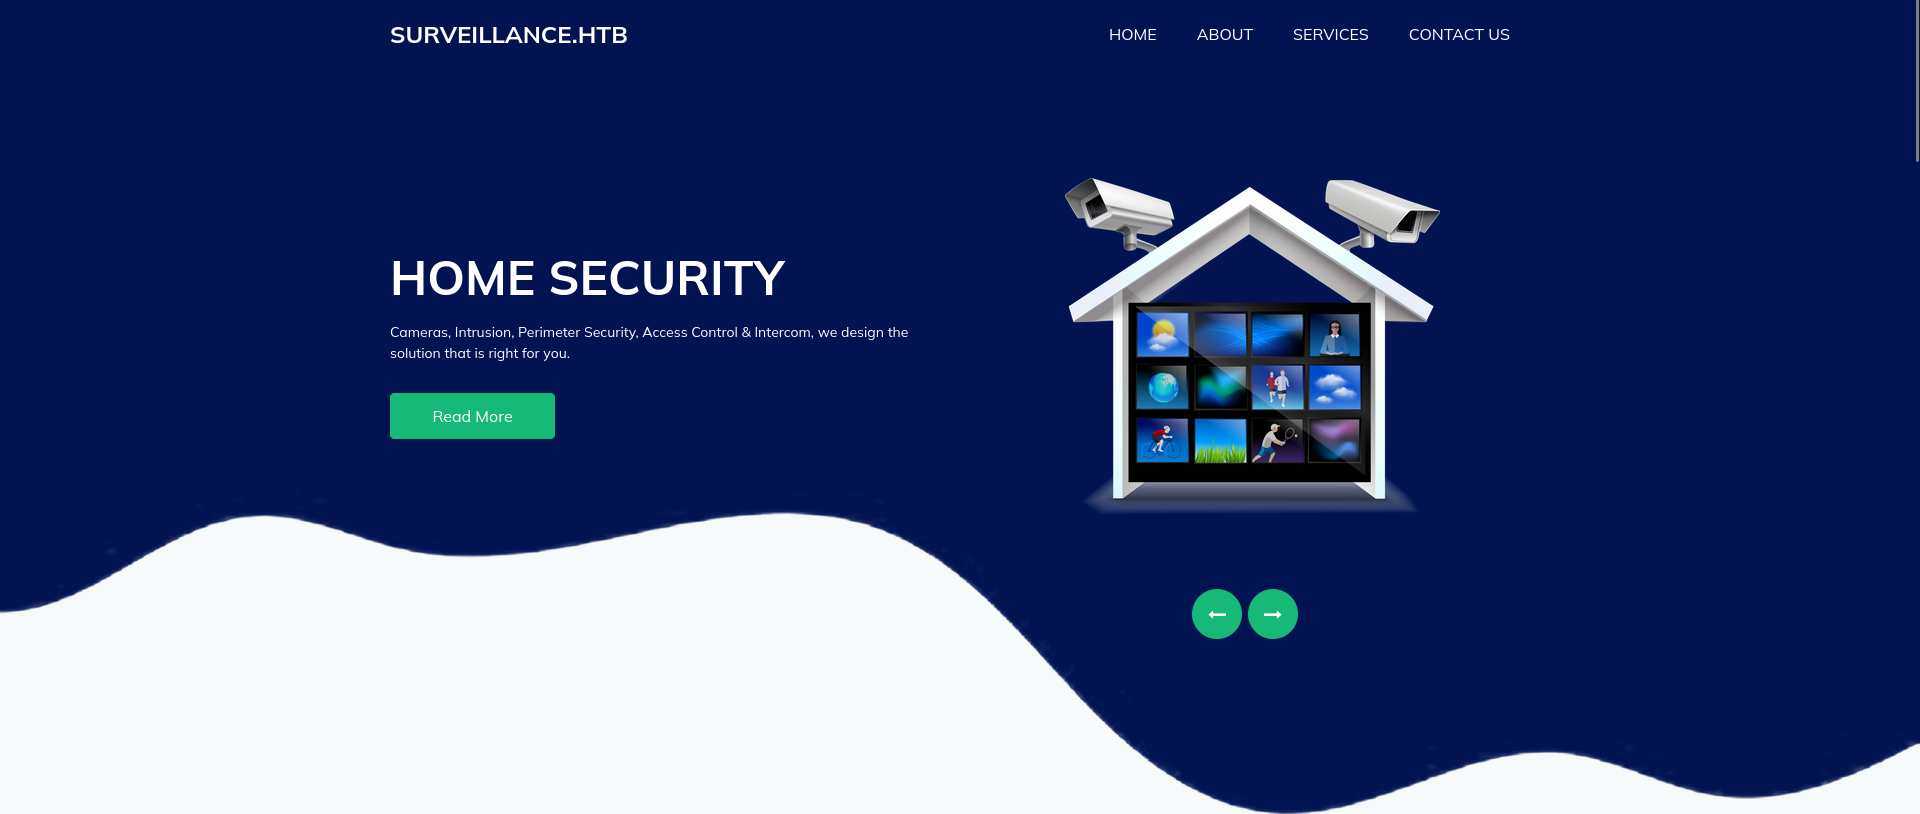 SURVEILLANCE.HTB
HOME ABOUT SERVICES CONTACT US
HOME SECURITY
Cameras, Intrusion, Perimeter Security, Access Control & Intercom, we design the
solution that is right for you.
Read More